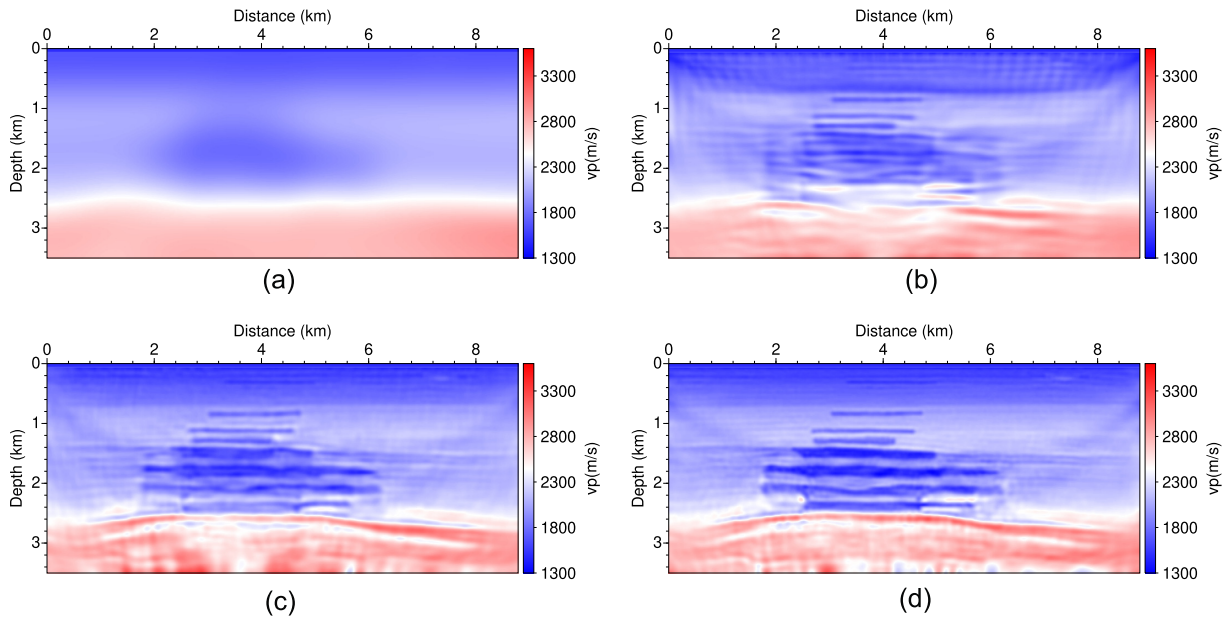 Distance (km)
0 2 4 6 8
0
1
2
3
Depth (km)
3300
2800
2300
1800
1300
vp(m/s)
(a)
Distance (km)
0 2 4 6 8
0
1
2
3
Depth (km)
3300
2800
2300
1800
1300
vp(m/s)
(b)
Distance (km)
0 2 4 6 8
0
1
2
3
Depth (km)
3300
2800
2300
1800
1300
vp(m/s)
(c)
Distance (km)
0 2 4 6 8
0
1
2
3
Depth (km)
3300
2800
2300
1800
1300
vp(m/s)
(d)